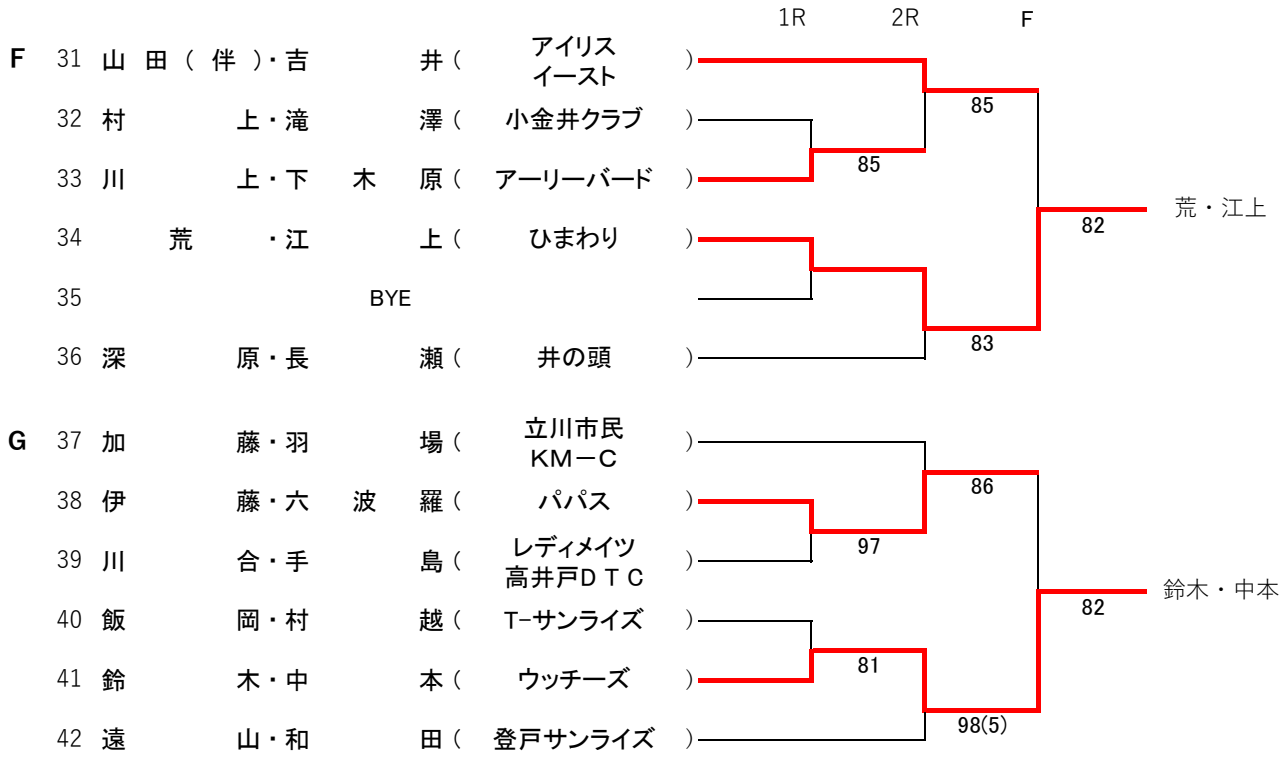 1R 2R F
F 31 山田(伴)・吉井( アイリス イースト )
85
32 村上・滝澤( 小金井クラブ )
85
33 川上・下木原( アーリーバード )
荒・江上
82
34 荒・江上( ひまわり )
35 BYE
83
36 深原・長瀬( 井の頭 )
G 37 加藤・羽場( 立川市民 KM－C )
86
38 伊藤・六波羅( パパス )
97
39 川合・手島( レディメイツ 高井戸DTC )
鈴木・中本
82
40 飯岡・村越( T-サンライズ )
81
41 鈴木・中本( ウッチーズ )
98(5)
42 遠山・和田( 登戸サンライズ )